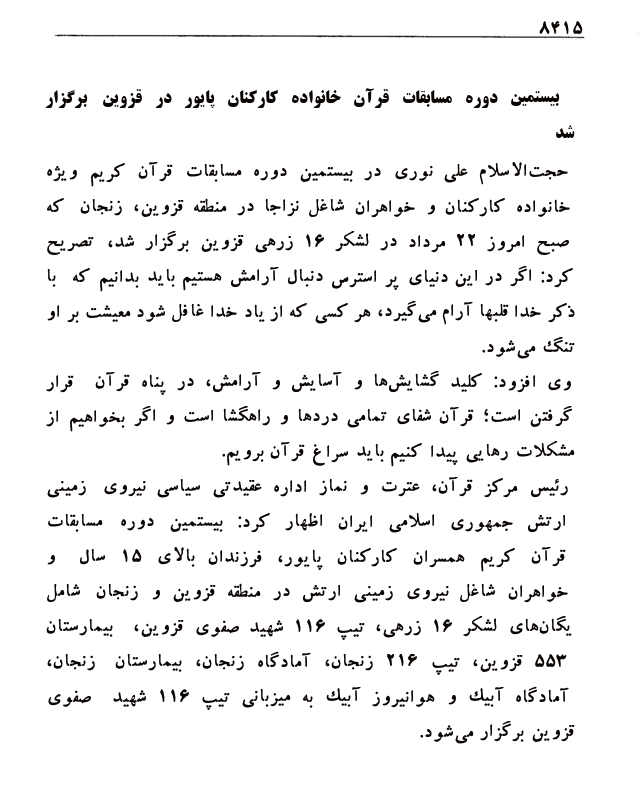 ۸۴۱۵
بیستمین دوره مسابقات قرآن خانواده کارکنان پایور در قزوین برگزار
شد
حجت‌الاسلام علی نوری در بیستمین دوره مسابقات قرآن کریم ویژه
خانواده کارکنان و خواهران شاغل نزاجا در منطقه قزوین، زنجان که
صبح امروز ۲۲ مرداد در لشکر ۱۶ زرهی قزوین برگزار شد، تصریح
کرد: اگر در این دنیای پر استرس دنبال آرامش هستیم باید بدانیم که با
ذکر خدا قلبها آرام می‌گیرد، هر کسی که از یاد خدا غافل شود معیشت بر او
تنگ می‌شود.
وی افزود: کلید گشایش‌ها و آسایش و آرامش، در پناه قرآن قرار
گرفتن است؛ قرآن شفای تمامی دردها و راهگشا است و اگر بخواهیم از
مشکلات رهایی پیدا کنیم باید سراغ قرآن برویم.
رئیس مرکز قرآن، عترت و نماز اداره عقیدتی سیاسی نیروی زمینی
ارتش جمهوری اسلامی ایران اظهار کرد: بیستمین دوره مسابقات
قرآن کریم همسران کارکنان پایور، فرزندان بالای ۱۵ سال و
خواهران شاغل نیروی زمینی ارتش در منطقه قزوین و زنجان شامل
یگان‌های لشکر ۱۶ زرهی، تیپ ۱۱۶ شهید صفوی قزوین، بیمارستان
۵۵۳ قزوین، تیپ ۲۱۶ زنجان، آمادگاه زنجان، بیمارستان زنجان،
آمادگاه آبیك و هوانیروز آبیك به میزبانی تیپ ۱۱۶ شهید صفوی
قزوین برگزار می‌شود.